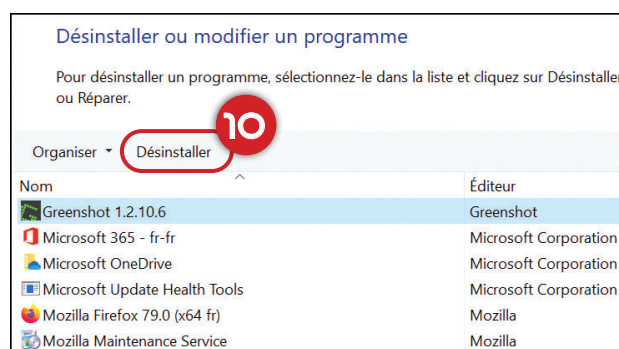 Désinstaller ou modifier un programme
Pour désinstaller un programme, sélectionnez-le dans la liste et cliquez sur Désinstaller
ou Réparer.
10
Organiser Désinstaller
Nom Éditeur
Greenshot 1.2.10.6 Greenshot
Microsoft 365 - fr-fr Microsoft Corporation
Microsoft OneDrive Microsoft Corporation
Microsoft Update Health Tools Microsoft Corporation
Mozilla Firefox 79.0 (x64 fr) Mozilla
Mozilla Maintenance Service Mozilla